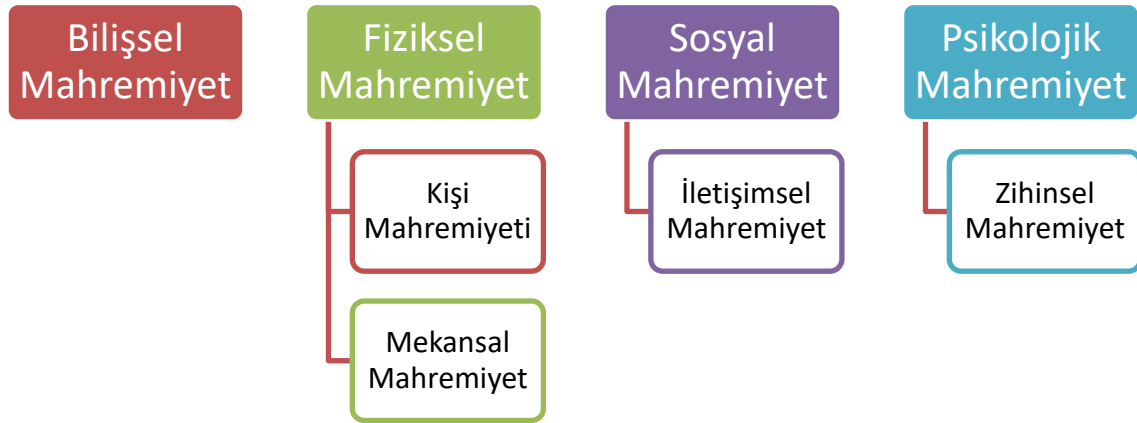 Bilişsel
Mahremiyet
Fiziksel
Mahremiyet
Kişi
Mahremiyeti
Mekansal
Mahremiyet
Sosyal
Mahremiyet
İletişimsel
Mahremiyet
Psikolojik
Mahremiyet
Zihinsel
Mahremiyet